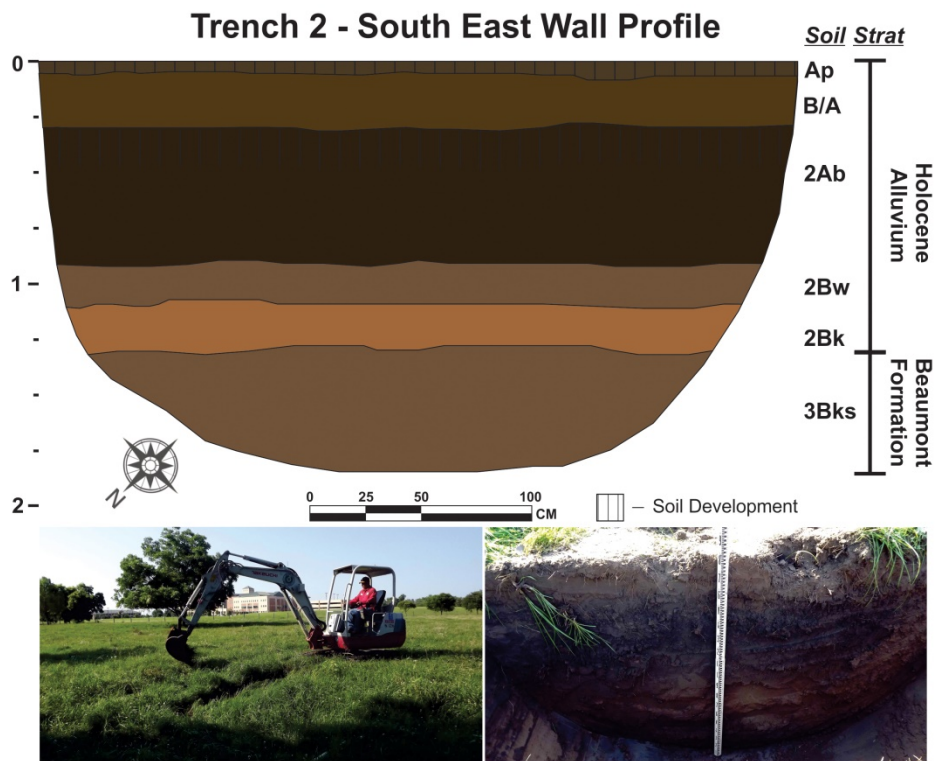 Trench 2 - South East Wall Profile
Soil Strat
0
Ap
B/A
2Ab
Holocene
Alluvium
1
2Bw
2Bk
3Bks
Beaumont
Formation
N
2
0 25 50 100
CM
– Soil Development